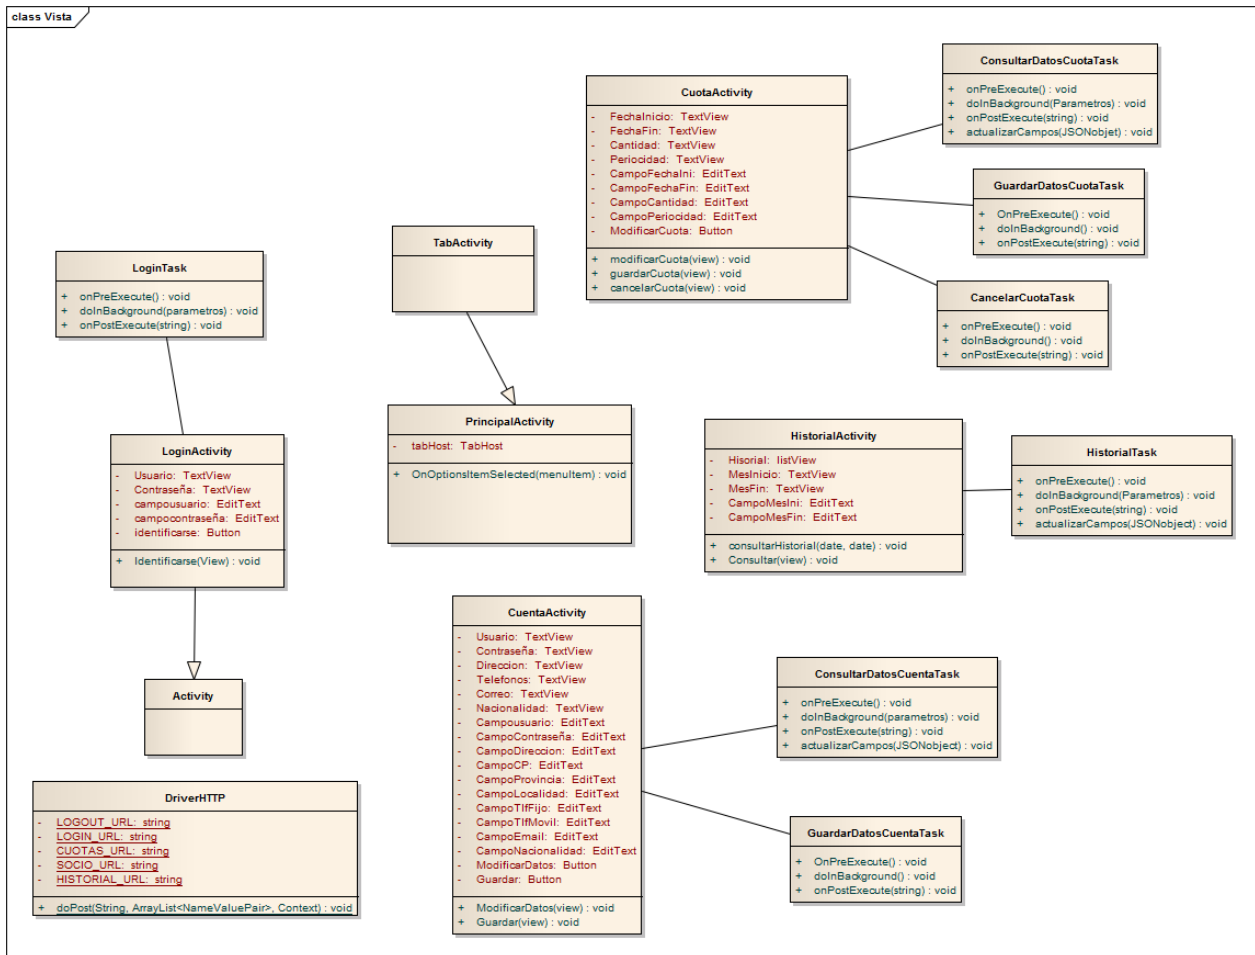 class Vista
ConsultarDatosCuotaTask
+ onPreExecute() : void
+ doInBackground(Parametros) : void
+ onPostExecute(string) : void
+ actualizarCampos(JSONobjet) : void
CuotaActivity
- FechaInicio: TextView
- FechaFin: TextView
- Cantidad: TextView
- Periocidad: TextView
- CampoFechaIni: EditText
- CampoFechaFin: EditText
- CampoCantidad: EditText
- CampoPeriocidad: EditText
- ModificarCuota: Button
+ modificarCuota(view) : void
+ guardarCuota(view) : void
+ cancelarCuota(view) : void
GuardarDatosCuotaTask
+ OnPreExecute() : void
+ doInBackground() : void
+ onPostExecute(string) : void
TabActivity
LoginTask
+ onPreExecute() : void
+ doInBackground(parametros) : void
+ onPostExecute(string) : void
CancelarCuotaTask
+ onPreExecute() : void
+ doInBackground() : void
+ onPostExecute(string) : void
PrincipalActivity
- tabHost: TabHost
+ OnOptionsItemSelected(menuItem) : void
HistorialActivity
- Hisorial: listView
- MesInicio: TextView
- MesFin: TextView
- CampoMesIni: EditText
- CampoMesFin: EditText
+ consultarHistorial(date, date) : void
+ Consultar(view) : void
HistorialTask
+ onPreExecute() : void
+ doInBackground(Parametros) : void
+ onPostExecute(string) : void
+ actualizarCampos(JSONobject) : void
LoginActivity
- Usuario: TextView
- Contraseña: TextView
- campousuario: EditText
- campocontraseña: EditText
- identificarse: Button
+ Identificarse(View) : void
CuentaActivity
- Usuario: TextView
- Contraseña: TextView
- Direccion: TextView
- Telefonos: TextView
- Correo: TextView
- Nacionalidad: TextView
- Campousuario: EditText
- CampoContraseña: EditText
- CampoDireccion: EditText
- CampoCP: EditText
- CampoProvincia: EditText
- CampoLocalidad: EditText
- CampoTlfFijo: EditText
- CampoTlfMovil: EditText
- CampoEmail: EditText
- CampoNacionalidad: EditText
- ModificarDatos: Button
- Guardar: Button
+ ModificarDatos(view) : void
+ Guardar(view) : void
ConsultarDatosCuentaTask
+ onPreExecute() : void
+ doInBackground(parametros) : void
+ onPostExecute(string) : void
+ actualizarCampos(JSONobject) : void
Activity
DriverHTTP
- LOGOUT_URL: string
- LOGIN_URL: string
- CUOTAS_URL: string
- SOCIO_URL: string
- HISTORIAL_URL: string
+ doPost(String, ArrayList<NameValuePair>, Context) : void
GuardarDatosCuentaTask
+ OnPreExecute() : void
+ doInBackground() : void
+ onPostExecute(string) : void